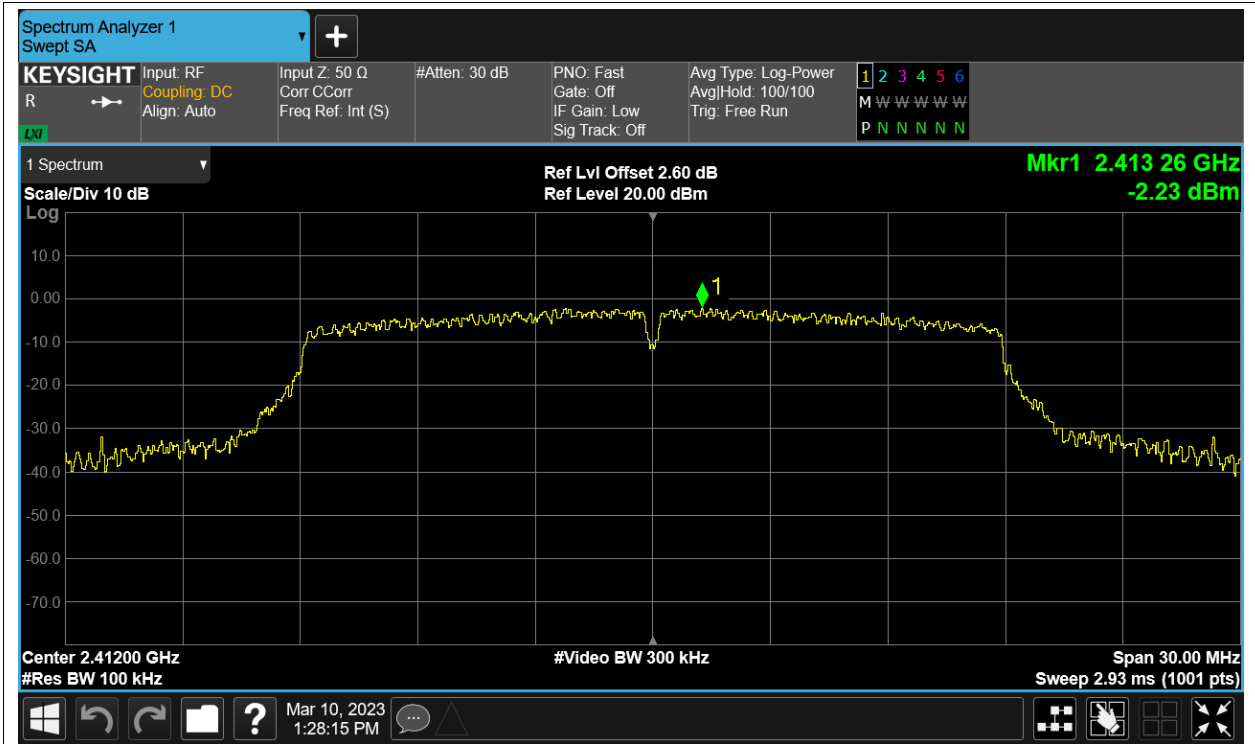 Spectrum Analyzer 1
Swept SA
KEYSIGHT
R
LXI
Input: RF
Coupling: DC
Align: Auto
Input Z: 50 Ω
Corr CCorr
Freq Ref: Int (S)
#Atten: 30 dB
PNO: Fast
Gate: Off
IF Gain: Low
Sig Track: Off
Avg Type: Log-Power
Avg|Hold: 100/100
Trig: Free Run
1 2 3 4 5 6
M W W W W W
P N N N N N
1 Spectrum
Scale/Div 10 dB
Log
Ref Lvl Offset 2.60 dB
Ref Level 20.00 dBm
Mkr1 2.413 26 GHz
-2.23 dBm
1
10.0
0.00
-10.0
-20.0
-30.0
-40.0
-50.0
-60.0
-70.0
Center 2.41200 GHz
#Video BW 300 kHz
Span 30.00 MHz
#Res BW 100 kHz
Sweep 2.93 ms (1001 pts)
?
Mar 10, 2023
1:28:15 PM